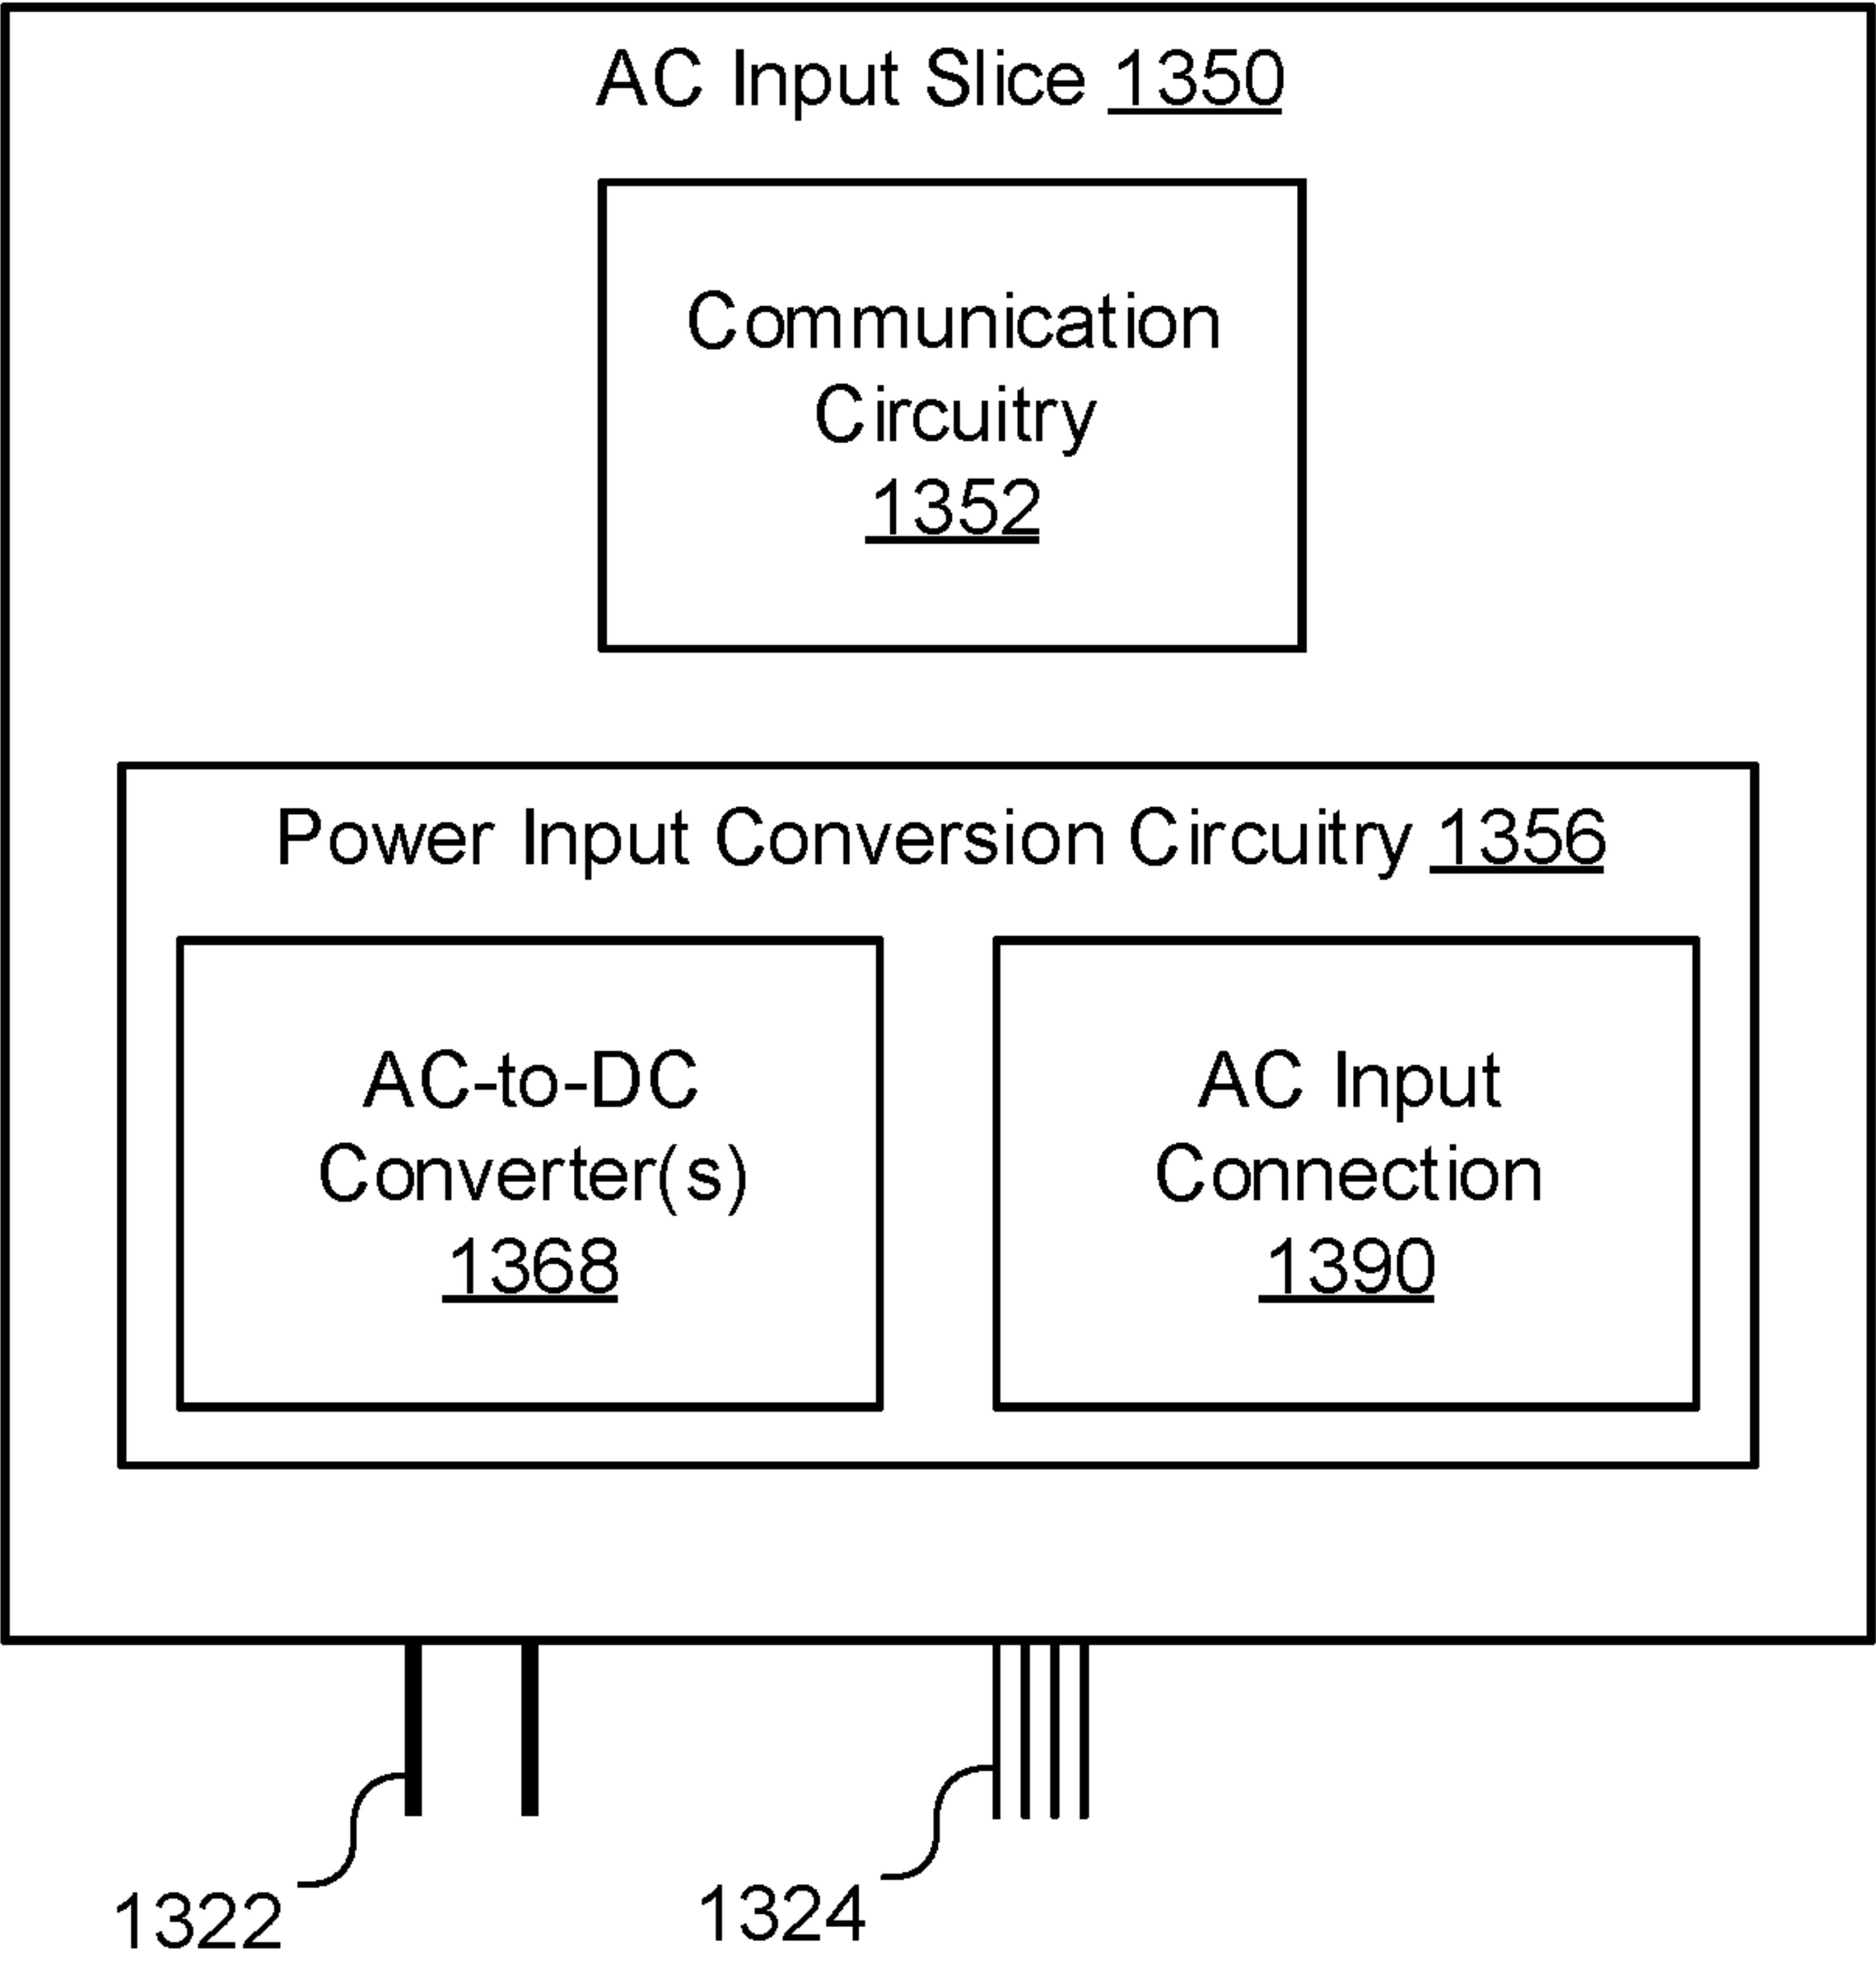 AC Input Slice 1350
Communication
Circuitry
1352
Power Input Conversion Circuitry 1356
AC-to-DC
Converter(s)
1368
AC Input
Connection
1390
1322
1324